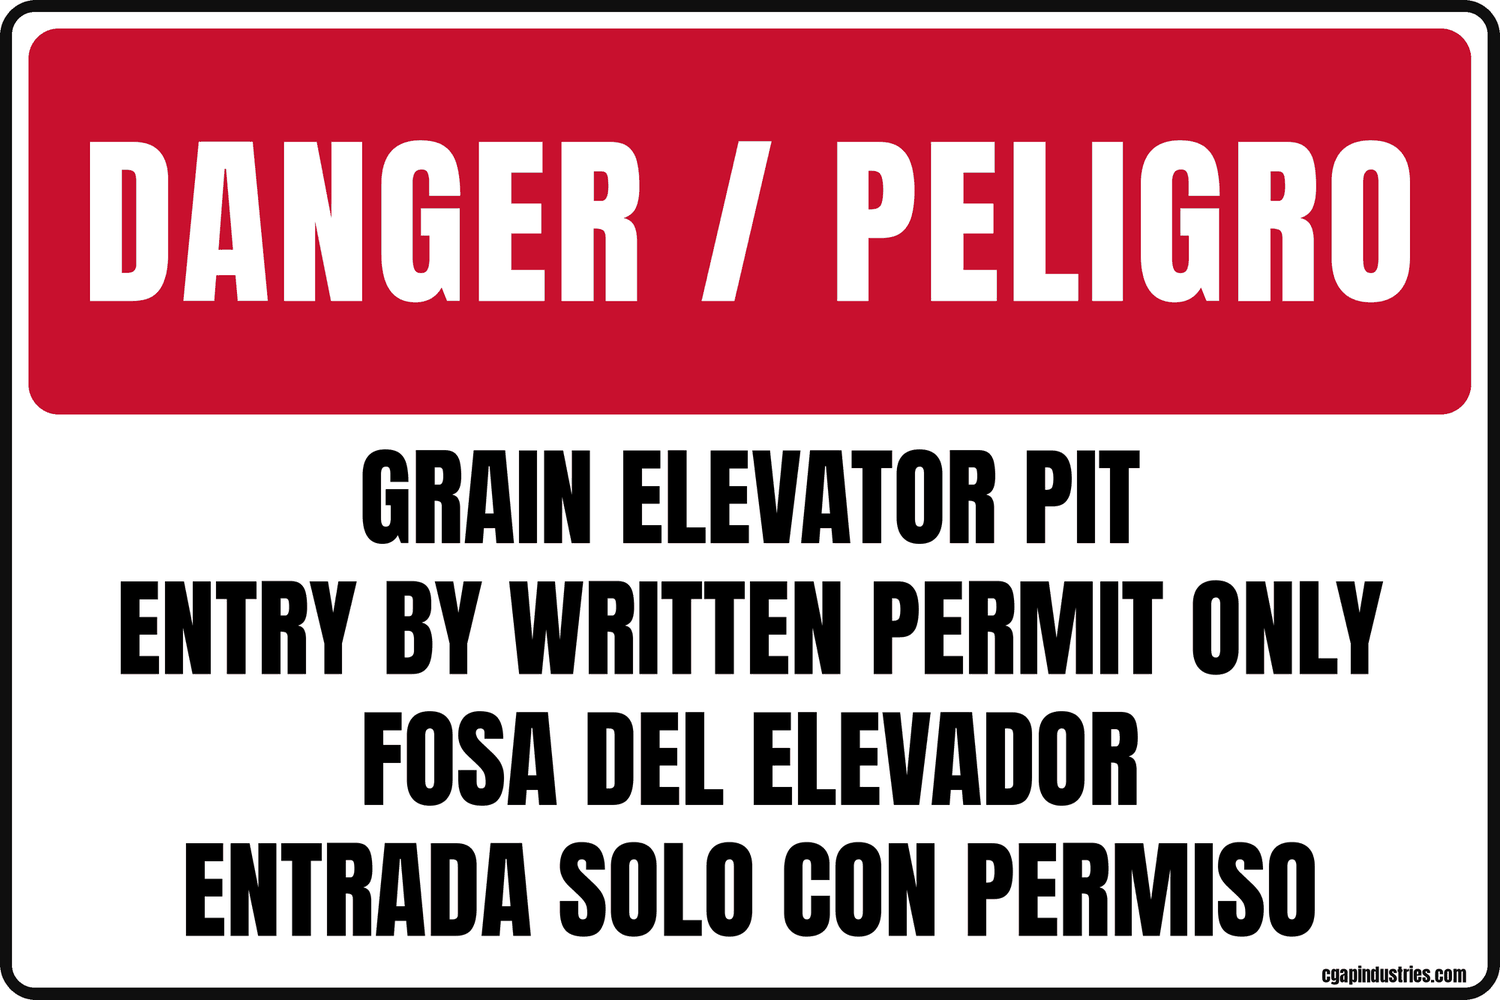 DANGER / PELIGRO
GRAIN ELEVATOR PIT
ENTRY BY WRITTEN PERMIT ONLY
FOSA DEL ELEVADOR
ENTRADA SOLO CON PERMISO
cgapindustries.com